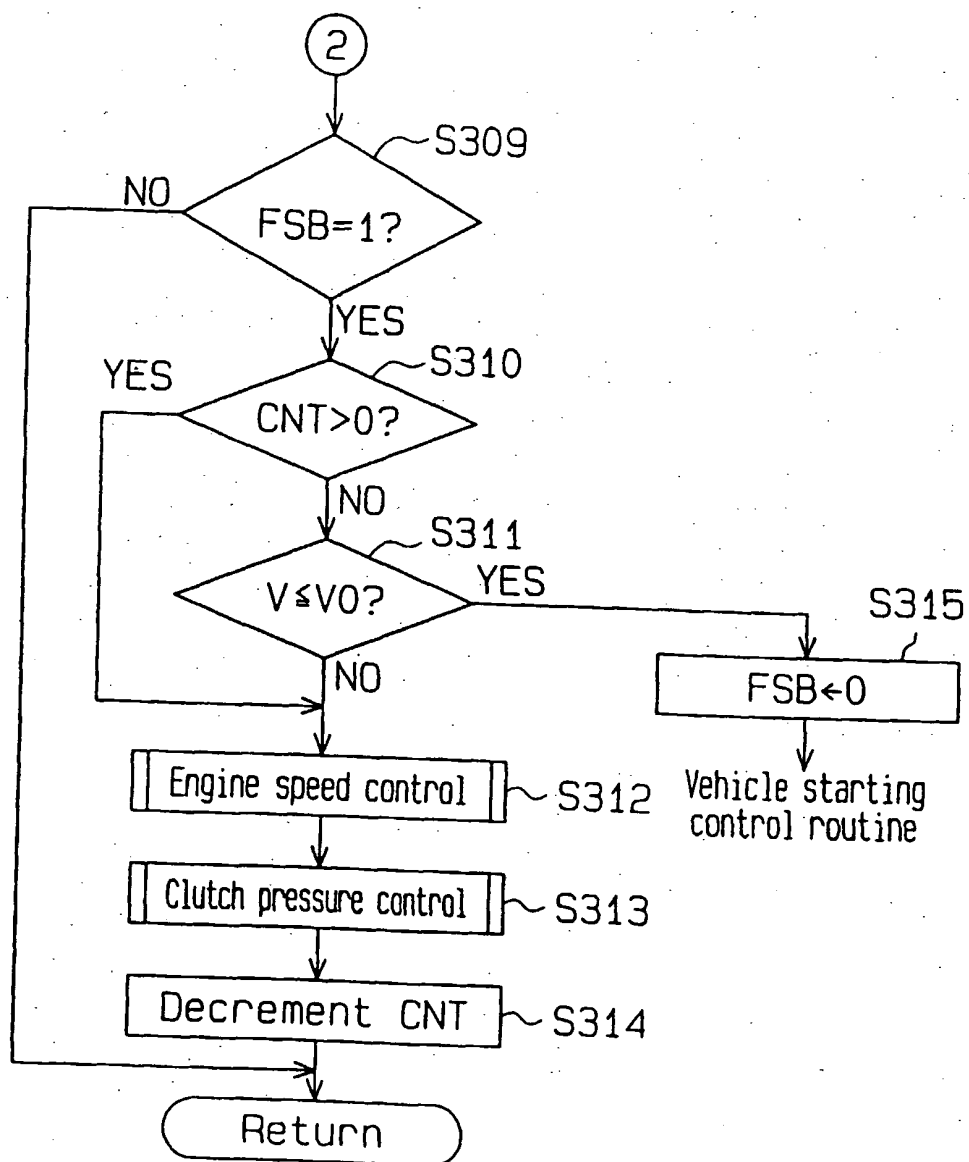 2
S309
NO
FSB=1?
YES
S310
YES
CNT>0?
NO
S311
YES
V≦V0?
S315
NO
FSB←0
Engine speed control
S312
Vehicle starting
control routine
Clutch pressure control
S313
Decrement CNT
S314
Return